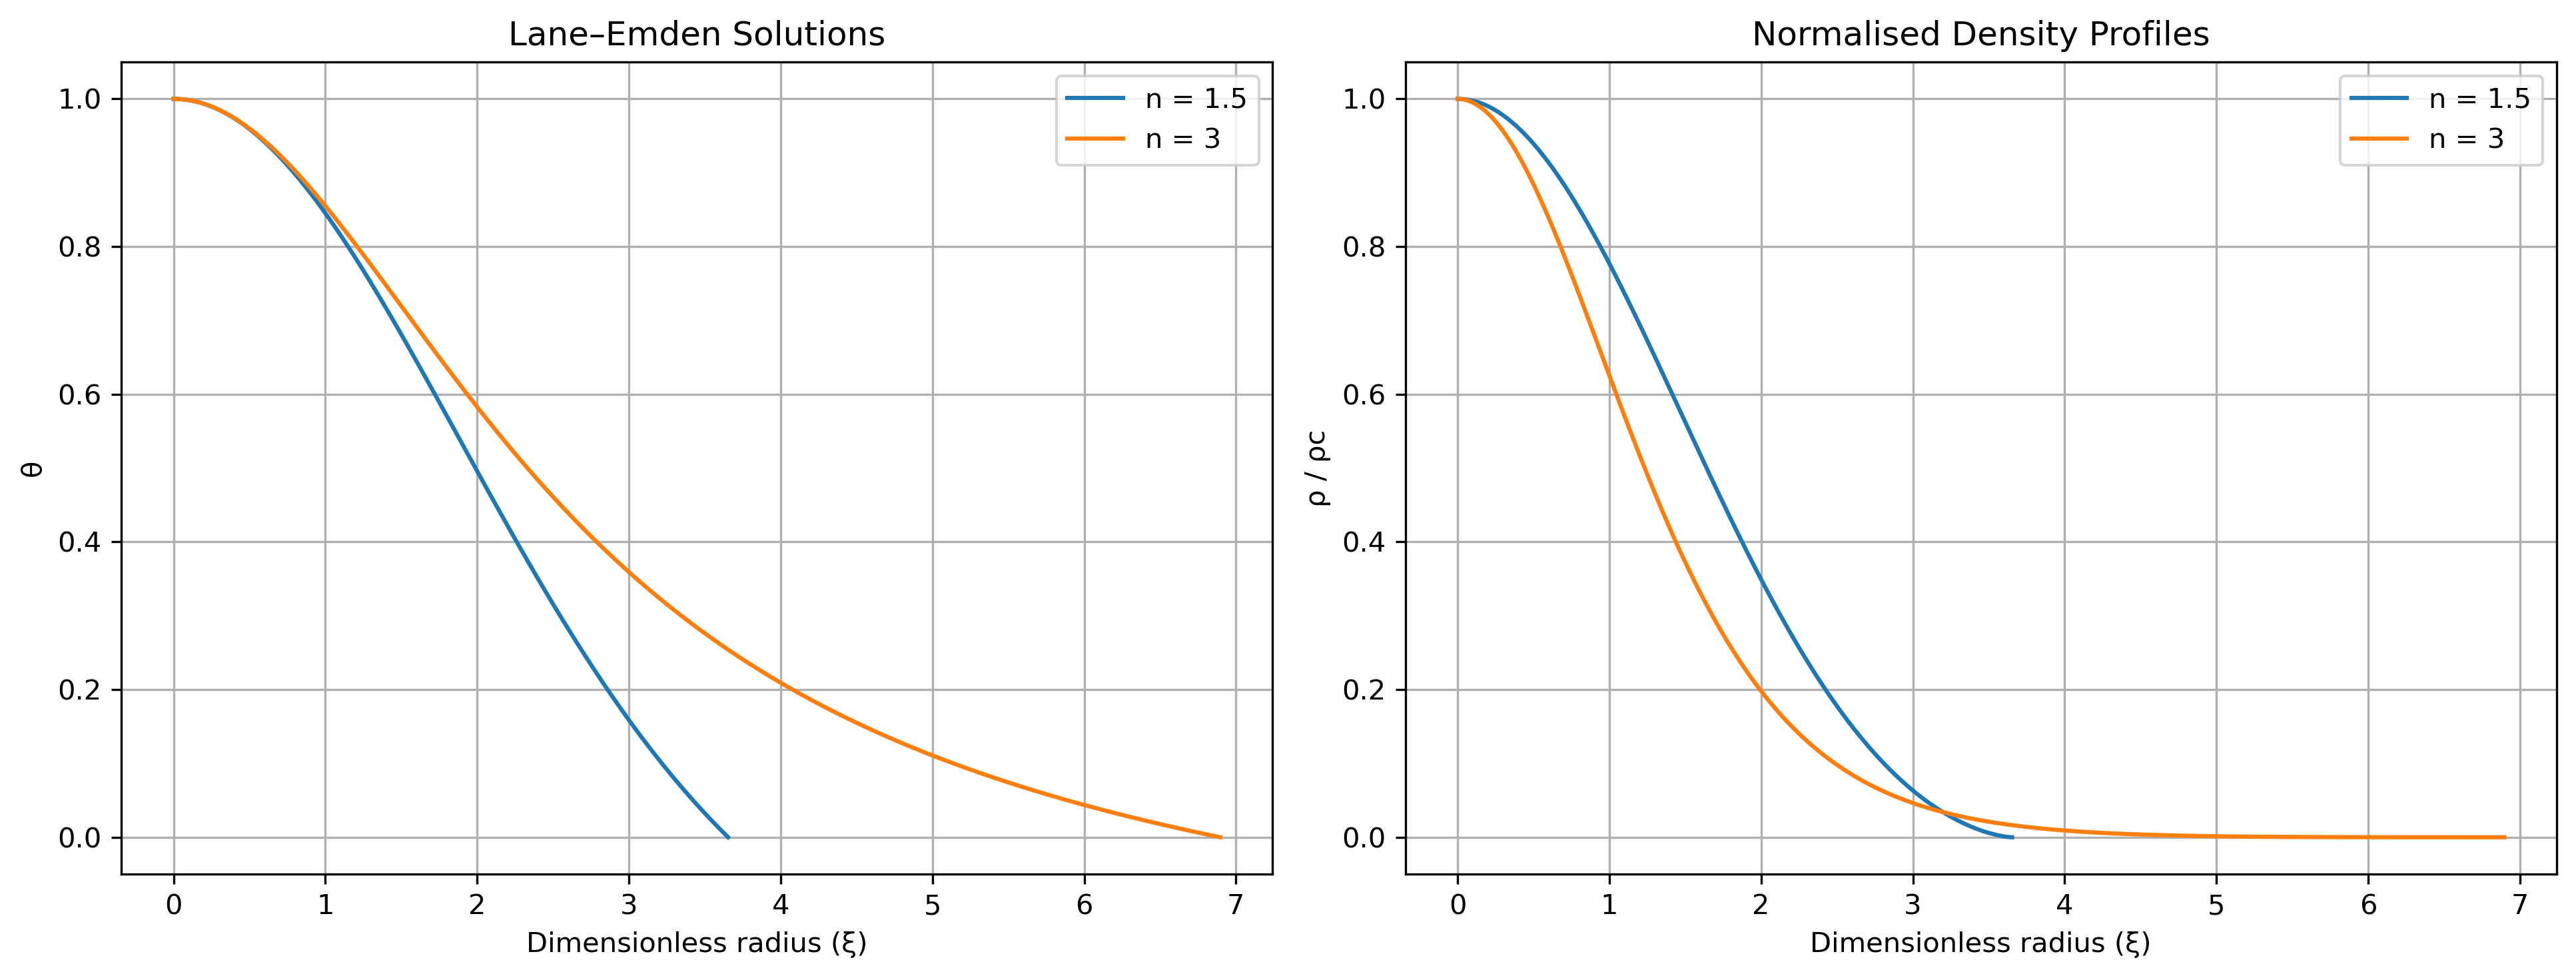 Lane–Emden Solutions
n = 1.5
n = 3
1.0
0.8
0.6
0.4
0.2
0.0
θ
0 1 2 3 4 5 6 7
Dimensionless radius (ξ)
Normalised Density Profiles
n = 1.5
n = 3
1.0
0.8
0.6
0.4
0.2
0.0
ρ / ρc
0 1 2 3 4 5 6 7
Dimensionless radius (ξ)